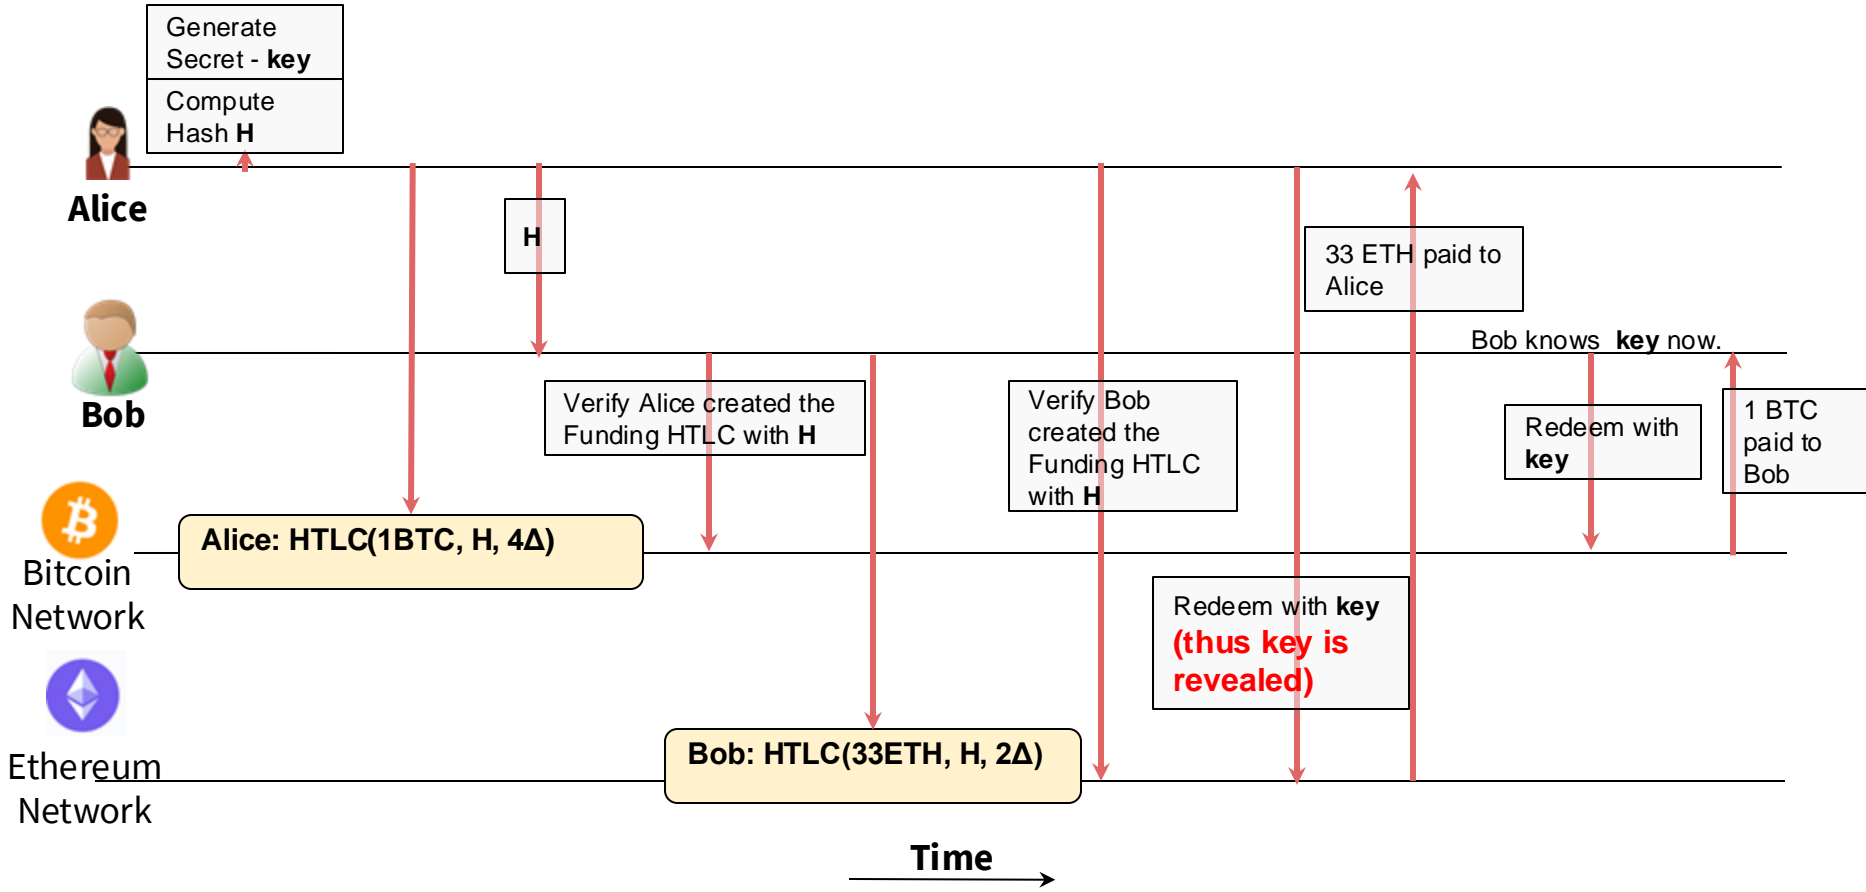 Generate
Secret - key
Compute
Hash H
Alice
H
33 ETH paid to
Alice
Bob knows key now.
Bob
Verify Alice created the
Funding HTLC with H
Verify Bob
created the
Funding HTLC
with H
Redeem with
key
1 BTC
paid to
Bob
Alice: HTLC(1BTC, H, 4Δ)
Bitcoin
Network
Redeem with key
(thus key is
revealed)
Bob: HTLC(33ETH, H, 2Δ)
Ethereum
Network
Time